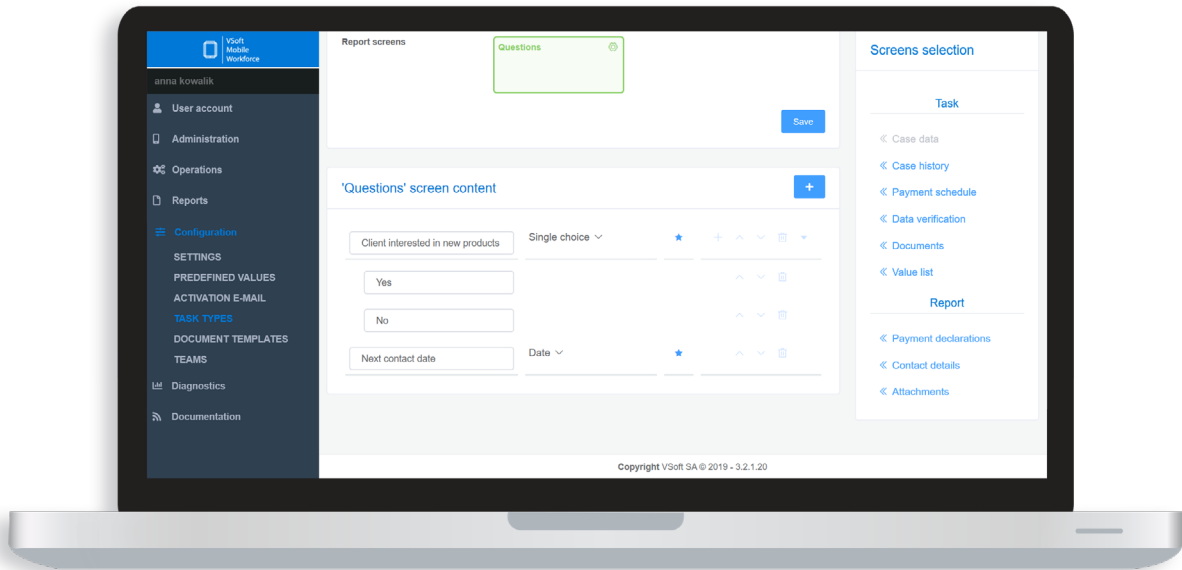 VSoft
Mobile
Workforce
anna kowalik
User account
Administration
Operations
Reports
Configuration
SETTINGS
PREDEFINED VALUES
ACTIVATION E-MAIL
TASK TYPES
DOCUMENT TEMPLATES
TEAMS
Diagnostics
Documentation
Report screens
Questions
Save
'Questions' screen content
Client interested in new products
Single choice
Yes
No
Next contact date
Date
Copyright VSoft SA © 2019 - 3.2.1.20
Screens selection
Task
Case data
Case history
Payment schedule
Data verification
Documents
Value list
Report
Payment declarations
Contact details
Attachments